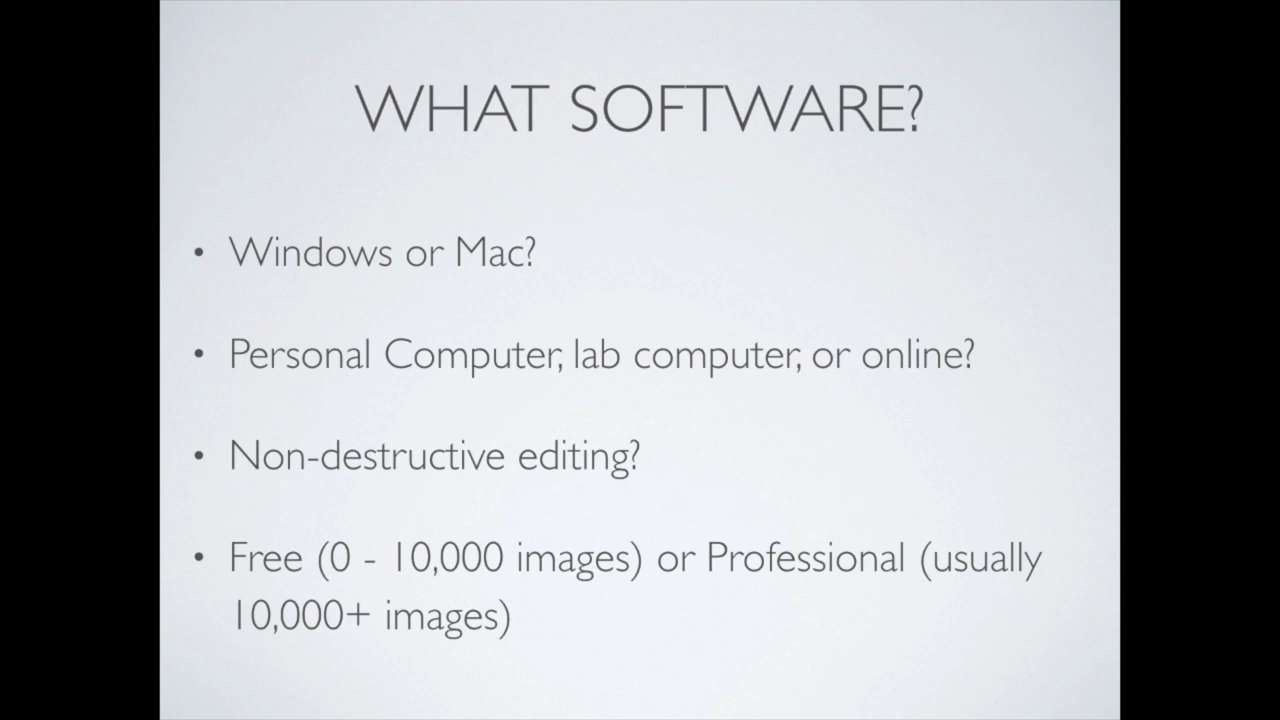 WHAT SOFTWARE?
• Windows or Mac?
• Personal Computer, lab computer, or online?
• Non-destructive editing?
• Free (0 - 10,000 images) or Professional (usually
10,000+ images)